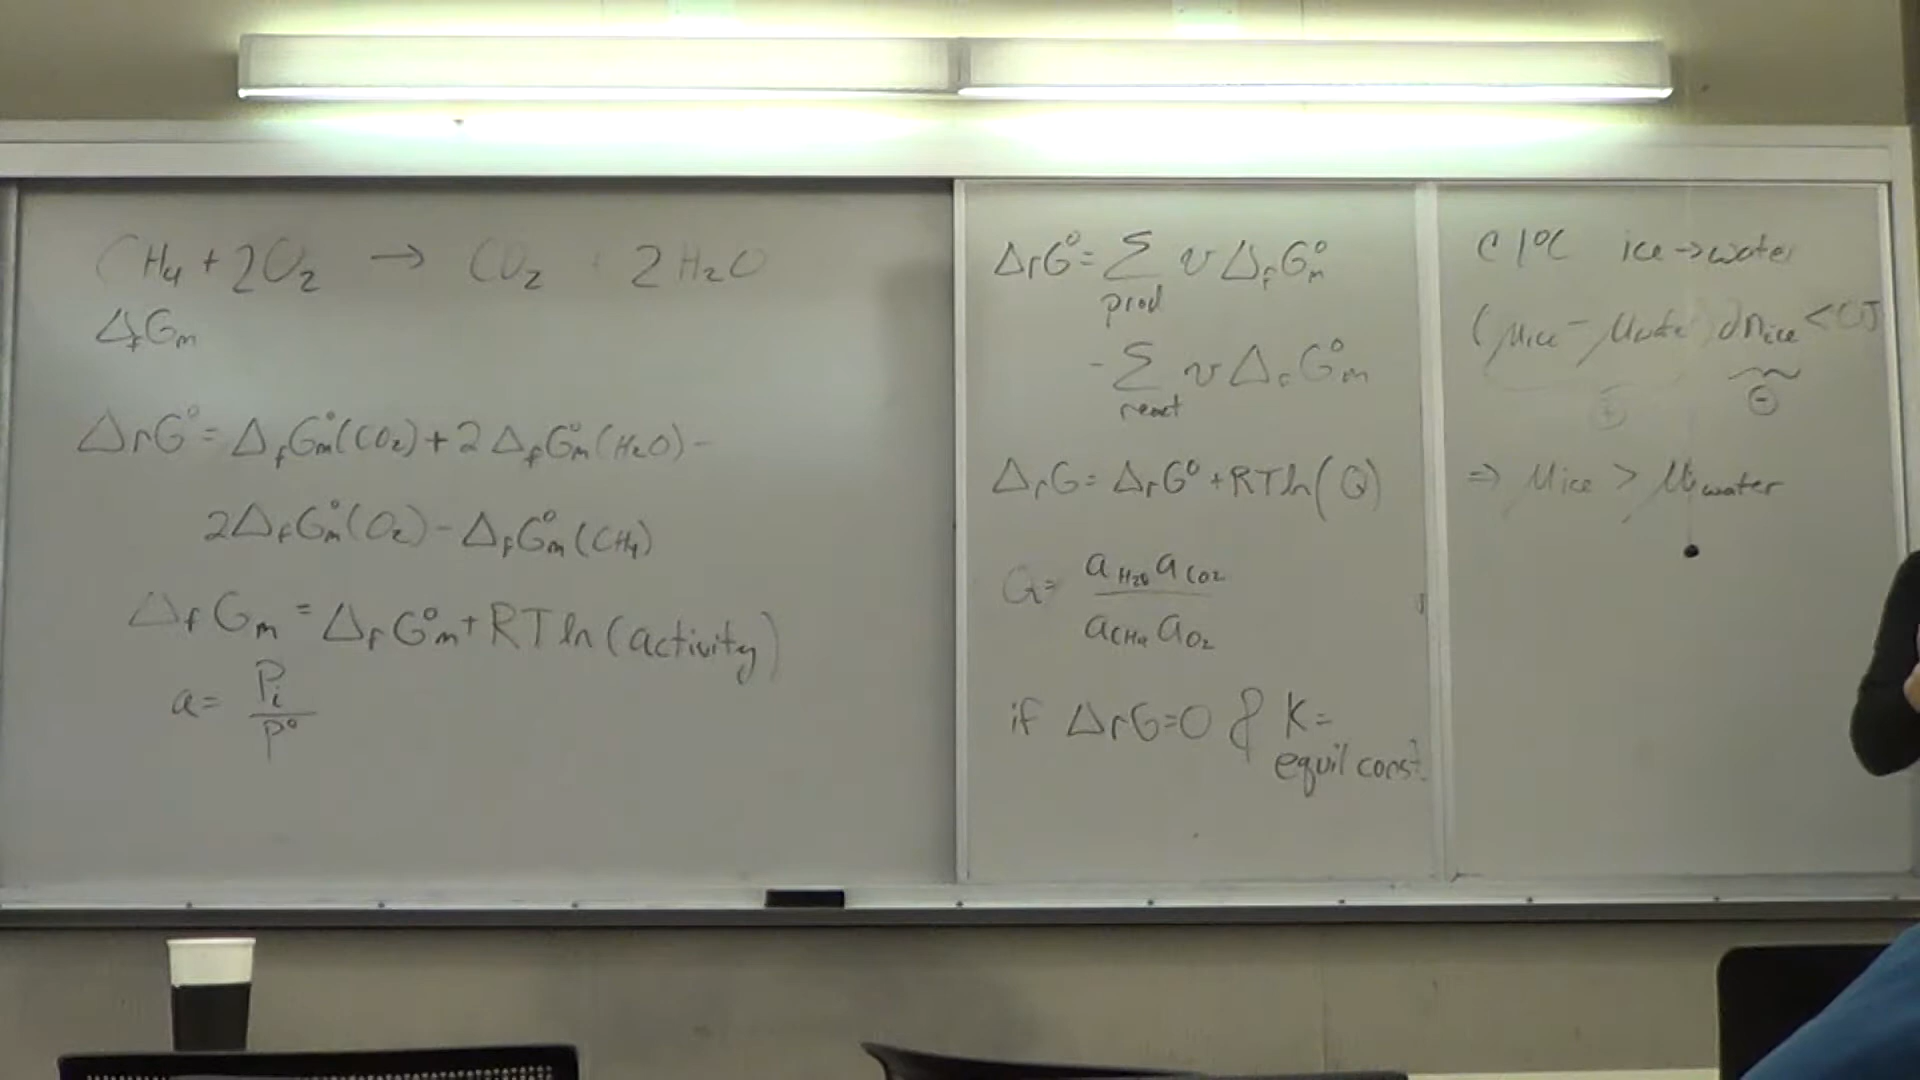 CH₄ + 2O₂ → CO₂ + 2H₂O
ΔfGm
ΔrG° = ΔfG°m(CO₂) + 2ΔfG°m(H₂O) -
2ΔfG°m(O₂) - ΔfG°m(CH₄)
ΔfGm = ΔfG°m + RT ln(activity)
a = Pi/P°
ΔrG° = Σ ν ΔfG°m
prod
- Σ ν ΔfG°m
react
ΔrG = ΔrG° + RT ln(Q)
Q = aH₂O aCO₂ / aCH₄ aO₂
if ΔrG = 0 & K =
equil const.
1°C ice → water
(μice - μwater) dnice < 0J
+ -
⇒ μice > μwater